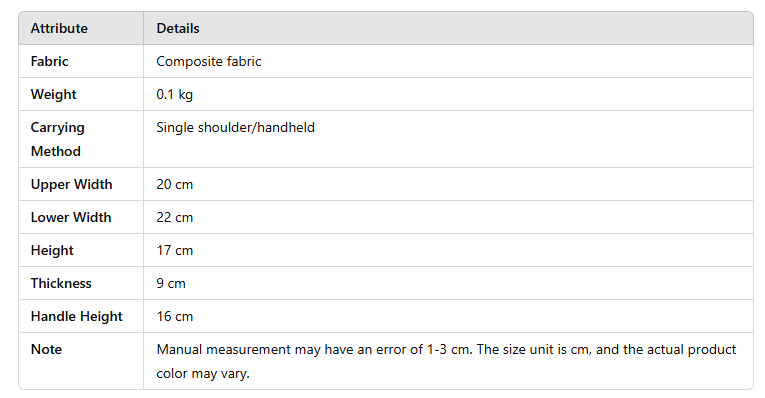 Attribute Details
Fabric Composite fabric
Weight 0.1 kg
Carrying Single shoulder/handheld
Method
Upper Width 20 cm
Lower Width 22 cm
Height 17 cm
Thickness 9 cm
Handle Height 16 cm
Note Manual measurement may have an error of 1-3 cm. The size unit is cm, and the actual product
color may vary.